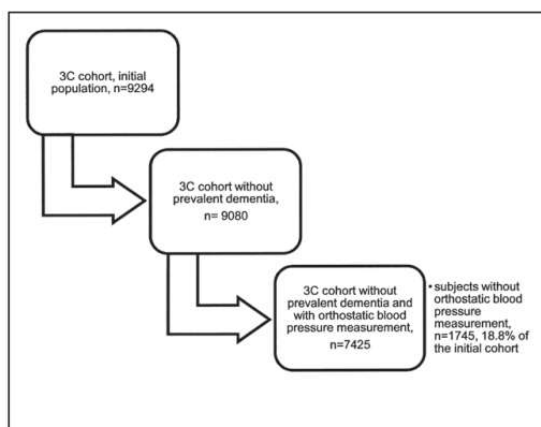 3C cohort, initial
population, n=9294
3C cohort without
prevalent dementia,
n= 9080
3C cohort without
prevalent dementia and
with orthostatic blood
pressure measurement,
n=7425
• subjects without
orthostatic blood
pressure
measurement,
n=1745, 18.8% of
the initial cohort